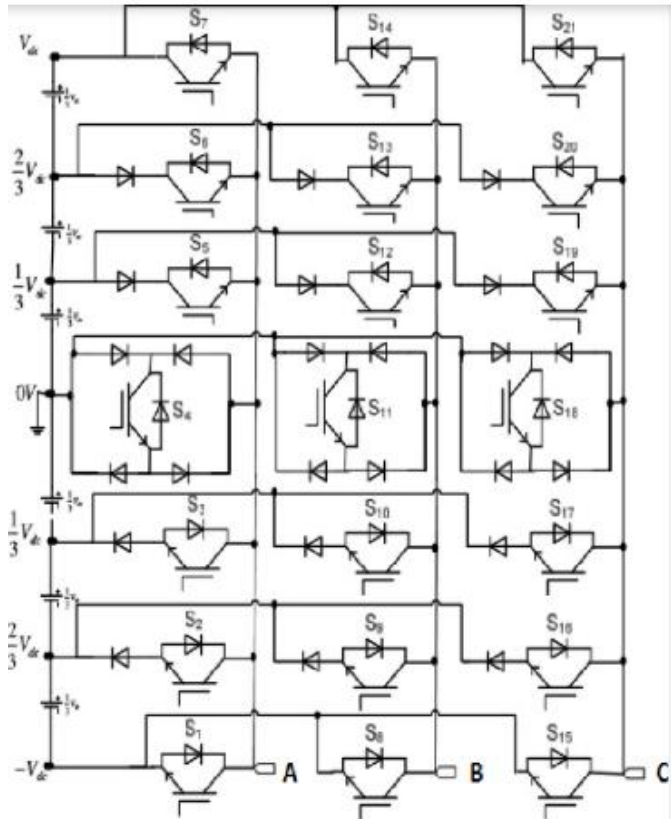 S7 S14 S21
Vdc
2/3 Vdc S6 S13 S20
1/3 Vdc S5 S12 S19
0V S4 S11 S18
1/3 Vdc S3 S10 S17
2/3 Vdc S2 S9 S16
S1 S8 S15
-Vdc A B C